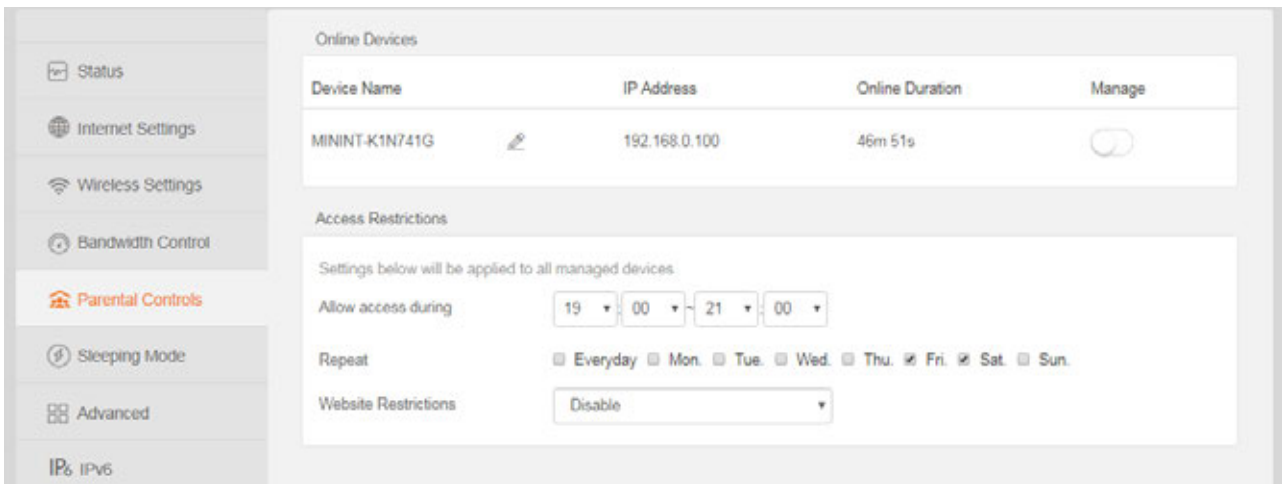 Online Devices
Status
Device Name IP Address Online Duration Manage
Internet Settings
MININT-K1N741G 192.168.0.100 46m 51s
Wireless Settings
Access Restrictions
Bandwidth Control
Settings below will be applied to all managed devices
Parental Controls
Allow access during 19 : 00 ~ 21 : 00
Sleeping Mode
Repeat Everyday Mon. Tue. Wed. Thu. Fri. Sat. Sun.
Website Restrictions Disable
Advanced
IP6 IPv6